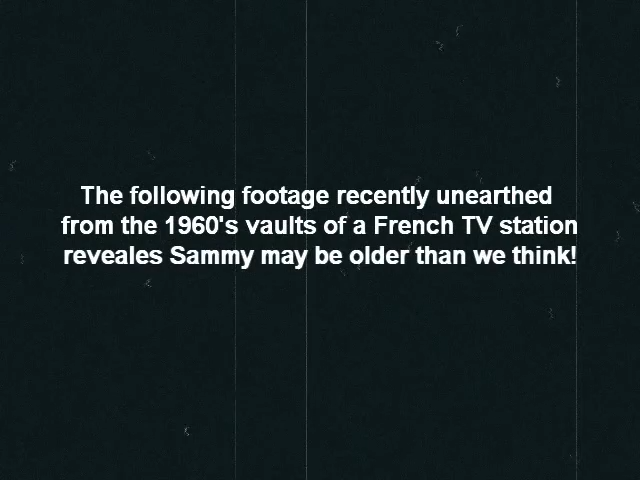 The following footage recently unearthed
from the 1960's vaults of a French TV station
reveales Sammy may be older than we think!